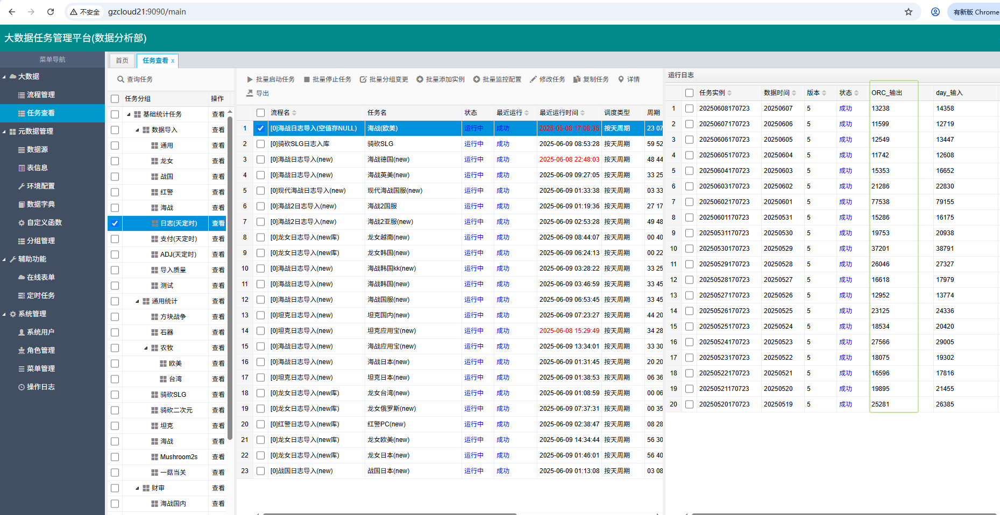 不安全 gzcloud21:9090/main 有新版 Chrome
大数据任务管理平台(数据分析部)
菜单导航
大数据
流程管理
任务查看
元数据管理
数据源
表信息
环境配置
数据字典
自定义函数
分组管理
辅助功能
在线表单
定时任务
系统管理
系统用户
角色管理
菜单管理
操作日志
首页 任务查看 x
查询任务
任务分组 操作
基础统计任务 查看
数据导入 查看
通用 查看
龙女 查看
战国 查看
红警 查看
海战 查看
日志(天定时) 查看
支付(天定时) 查看
ADJ(天定时) 查看
导入质量 查看
测试 查看
通用统计 查看
方块战争 查看
石器 查看
农牧 查看
欧美 查看
台湾 查看
骑砍SLG 查看
骑砍二次元 查看
坦克 查看
海战 查看
Mushroom2s 查看
一菇当关 查看
财审 查看
海战国内 查看
批量启动任务 批量停止任务 批量分组变更 批量添加实例 批量监控配置 修改任务 复制任务 详情
导出
流程名 任务名 状态 最近运行 最近运行时间 调度类型 周期
1 [0]海战日志导入(空值存NULL) 海战(欧美) 运行中 成功 2025-06-08 17:08:36 按天周期 23 07
2 [0]骑砍SLG日志入库 骑砍SLG 运行中 成功 2025-06-09 08:53:28 按天周期 59 52
3 [0]海战日志导入(new) 海战德国(new) 运行中 成功 2025-06-08 22:48:03 按天周期 48 44
4 [0]海战日志导入(new) 海战英美(new) 运行中 成功 2025-06-09 09:27:05 按天周期 33 25
5 [0]现代海战日志导入(new) 现代海战国服(new) 运行中 成功 2025-06-09 01:33:38 按天周期 03 33
6 [0]海战2日志导入(new) 海战2国服 运行中 成功 2025-06-09 01:19:36 按天周期 27 17
7 [0]海战2日志导入(new) 海战2亚服(new) 运行中 成功 2025-06-09 02:53:28 按天周期 49 48
8 [0]龙女日志导入(new库) 龙女越南(new) 运行中 成功 2025-06-09 08:44:07 按天周期 00 40
9 [0]龙女日志导入(new库) 龙女韩国(new) 运行中 成功 2025-06-09 06:24:13 按天周期 00 22
10 [0]海战日志导入(new) 海战韩国kk(new) 运行中 成功 2025-06-09 03:28:22 按天周期 33 25
11 [0]海战日志导入(new) 海战韩国(new) 运行中 成功 2025-06-09 03:46:59 按天周期 33 45
12 [0]海战日志导入(new) 海战国服(new) 运行中 成功 2025-06-09 06:53:45 按天周期 33 45
13 [0]坦克日志导入(new) 坦克国内(new) 运行中 成功 2025-06-09 07:23:27 按天周期 44 20
14 [0]坦克日志导入(new) 坦克应用宝(new) 运行中 成功 2025-06-08 15:29:49 按天周期 34 28
15 [0]海战日志导入(new) 海战应用宝(new) 运行中 成功 2025-06-09 13:34:01 按天周期 33 30
16 [0]海战日志导入(new) 海战日本(new) 运行中 成功 2025-06-09 01:31:45 按天周期 20 20
17 [0]坦克日志导入(new) 坦克日本(new) 运行中 成功 2025-06-09 01:38:53 按天周期 06 36
18 [0]龙女日志导入(new库) 龙女台湾(new) 运行中 成功 2025-06-09 01:08:59 按天周期 00 06
19 [0]龙女日志导入(new库) 龙女俄罗斯(new) 运行中 成功 2025-06-09 07:37:31 按天周期 00 35
20 [0]红警日志导入(new库) 红警PC(new) 运行中 成功 2025-06-09 02:38:47 按天周期 08 28
21 [0]龙女日志导入(new库) 龙女欧美(new) 运行中 成功 2025-06-09 14:34:44 按天周期 56 30
22 [0]龙女日志导入(new库) 龙女日本(new) 运行中 成功 2025-06-09 01:46:01 按天周期 56 40
23 [0]战国日志导入(new) 战国日本(new) 运行中 成功 2025-06-09 01:13:08 按天周期 03 08
运行日志
任务实例 数据时间 版本 状态 ORC_输出 day_输入
1 20250608170723 20250607 5 成功 13238 14358
2 20250607170723 20250606 5 成功 11599 12719
3 20250606170723 20250605 5 成功 12549 13447
4 20250605170723 20250604 5 成功 11742 12608
5 20250604170723 20250603 5 成功 15353 16652
6 20250603170723 20250602 5 成功 21286 22830
7 20250602170723 20250601 5 成功 77538 79155
8 20250601170723 20250531 5 成功 15286 16175
9 20250531170723 20250530 5 成功 19753 20938
10 20250530170723 20250529 5 成功 37201 38791
11 20250529170723 20250528 5 成功 26046 27327
12 20250528170723 20250527 5 成功 16618 17979
13 20250527170723 20250526 5 成功 12952 13774
14 20250526170723 20250525 5 成功 23125 24336
15 20250525170723 20250524 5 成功 18534 20420
16 20250524170723 20250523 5 成功 27566 29005
17 20250523170723 20250522 5 成功 18075 19302
18 20250522170723 20250521 5 成功 16596 17816
19 20250521170723 20250520 5 成功 19895 21455
20 20250520170723 20250519 5 成功 25281 26385